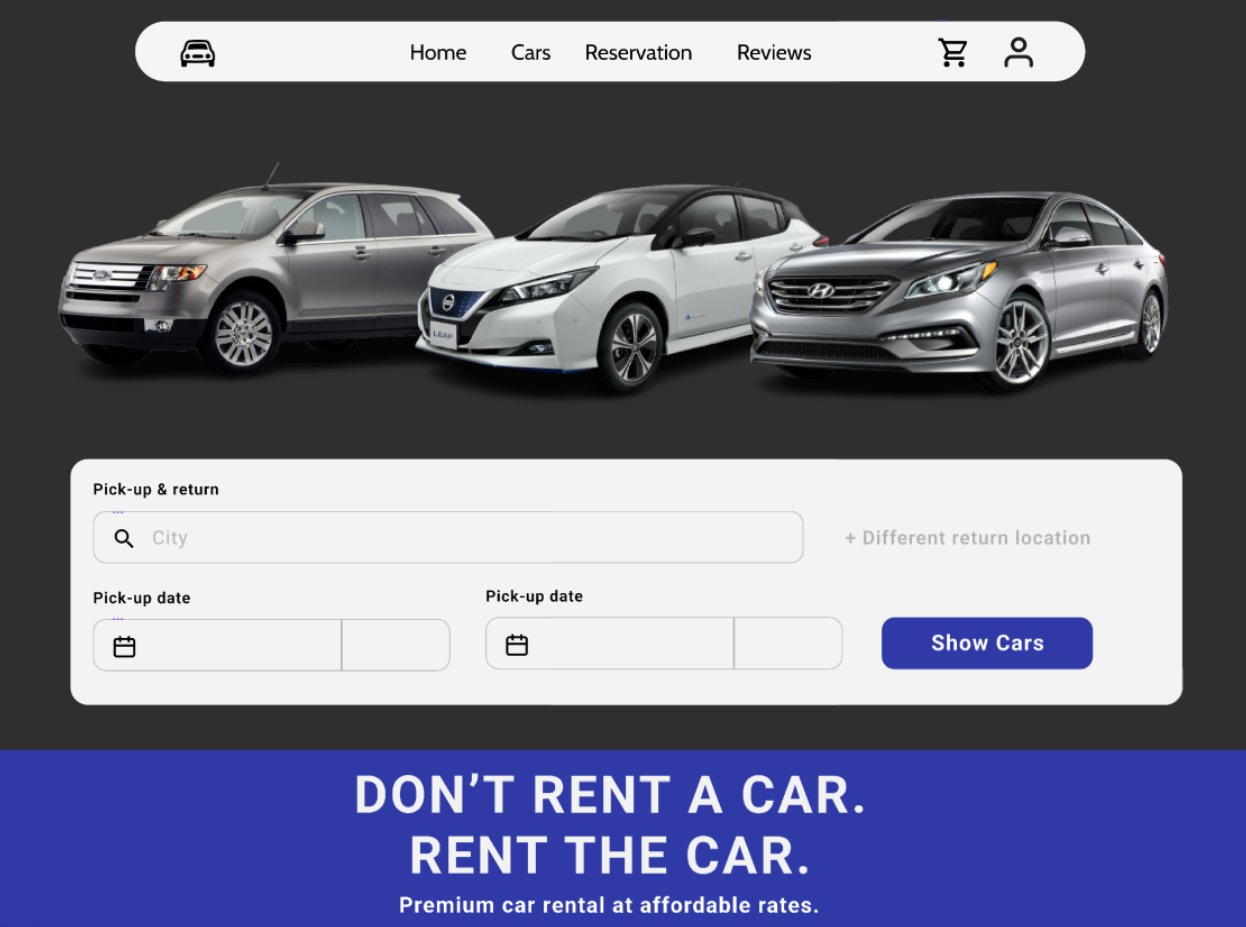 Home Cars Reservation Reviews
LEAF
Pick-up & return
City
+ Different return location
Pick-up date
Pick-up date
Show Cars
DON’T RENT A CAR.
RENT THE CAR.
Premium car rental at affordable rates.